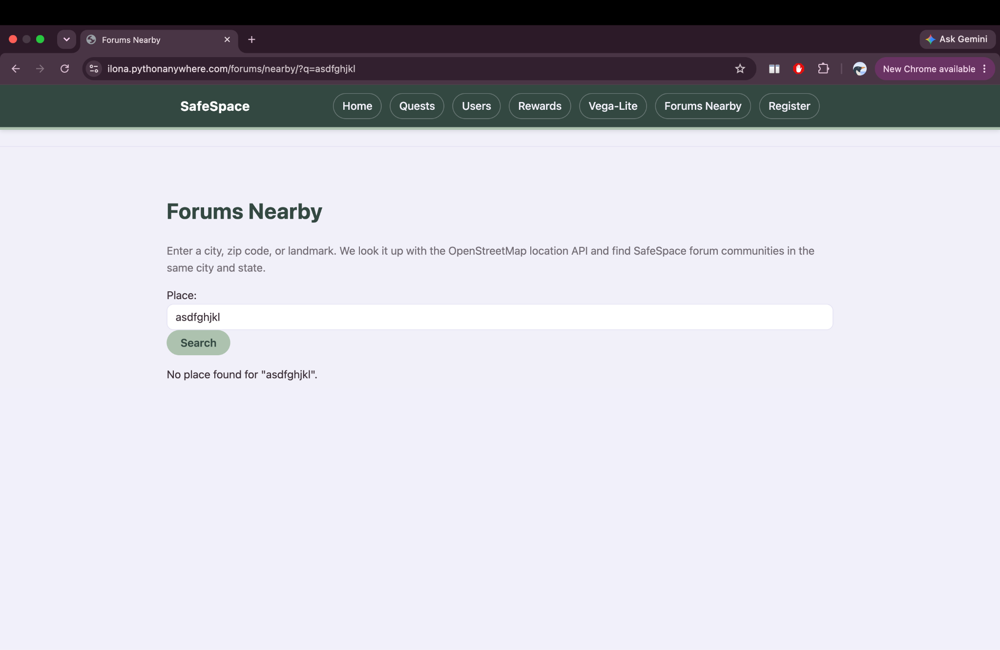 Forums Nearby
Ask Gemini
ilona.pythonanywhere.com/forums/nearby/?q=asdfghjkl
New Chrome available
SafeSpace
Home
Quests
Users
Rewards
Vega-Lite
Forums Nearby
Register
Forums Nearby
Enter a city, zip code, or landmark. We look it up with the OpenStreetMap location API and find SafeSpace forum communities in the
same city and state.
Place:
asdfghjkl
Search
No place found for "asdfghjkl".